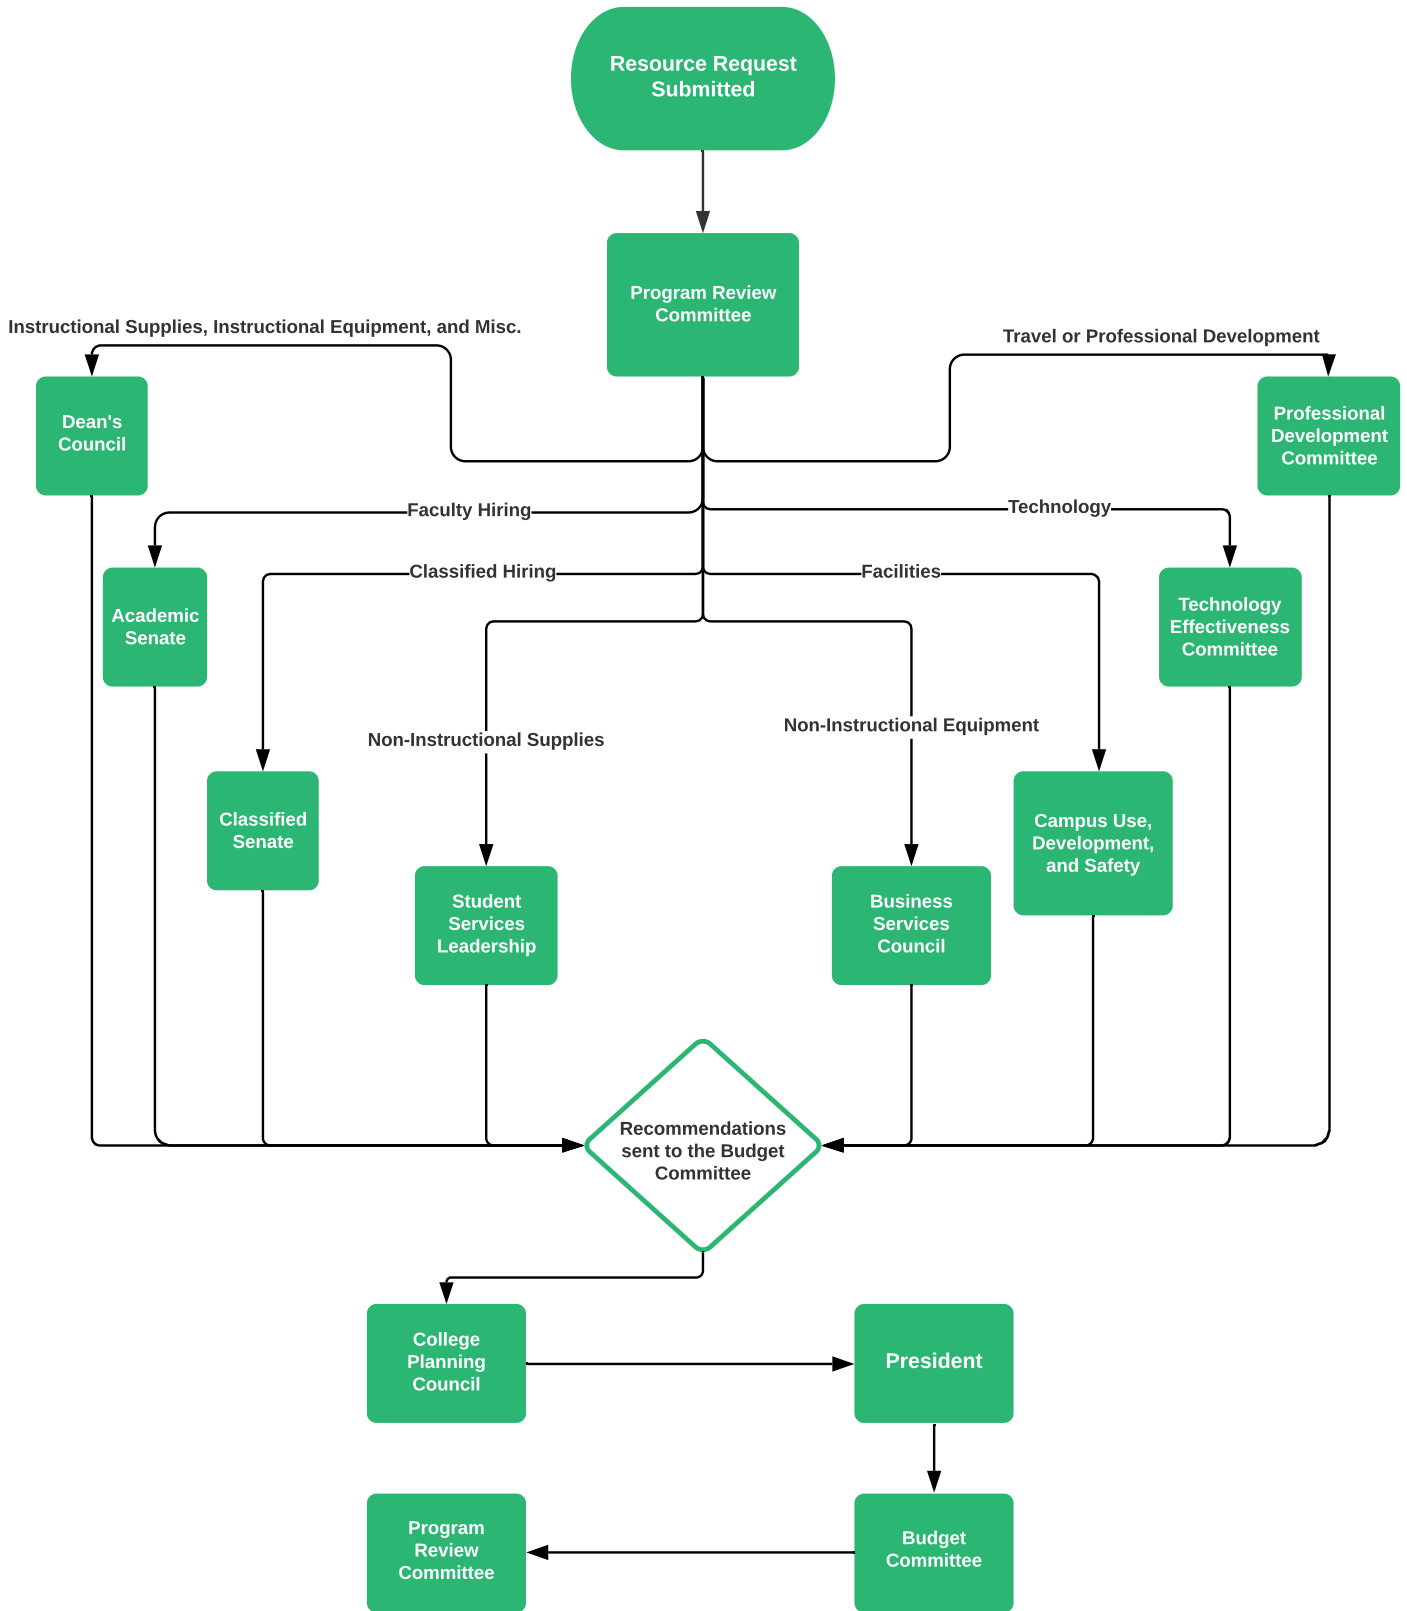 Resource Request
Submitted
Program Review
Committee
Instructional Supplies, Instructional Equipment, and Misc.
Travel or Professional Development
Dean's
Council
Professional
Development
Committee
Faculty Hiring
Technology
Classified Hiring
Facilities
Academic
Senate
Technology
Effectiveness
Committee
Non-Instructional Supplies
Non-Instructional Equipment
Classified
Senate
Campus Use,
Development,
and Safety
Student
Services
Leadership
Business
Services
Council
Recommendations
sent to the Budget
Committee
College
Planning
Council
President
Program
Review
Committee
Budget
Committee